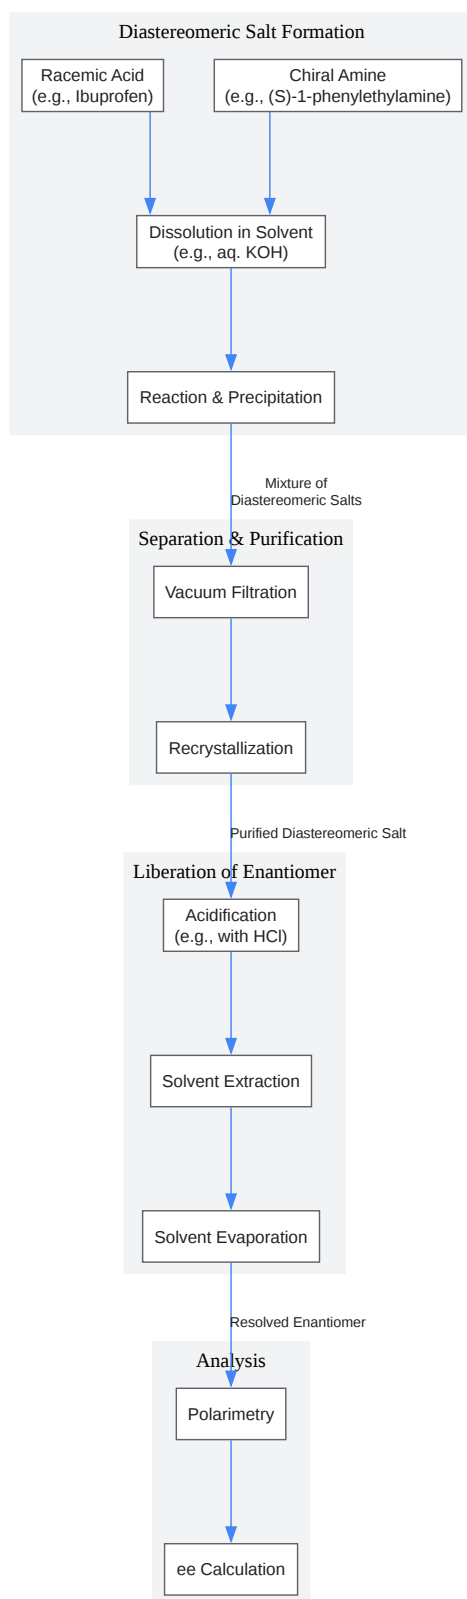 Diastereomeric Salt Formation
Racemic Acid
(e.g., Ibuprofen)
Chiral Amine
(e.g., (S)-1-phenylethylamine)
Dissolution in Solvent
(e.g., aq. KOH)
Reaction & Precipitation
Mixture of
Diastereomeric Salts
Separation & Purification
Vacuum Filtration
Recrystallization
Purified Diastereomeric Salt
Liberation of Enantiomer
Acidification
(e.g., with HCl)
Solvent Extraction
Solvent Evaporation
Resolved Enantiomer
Analysis
Polarimetry
ee Calculation